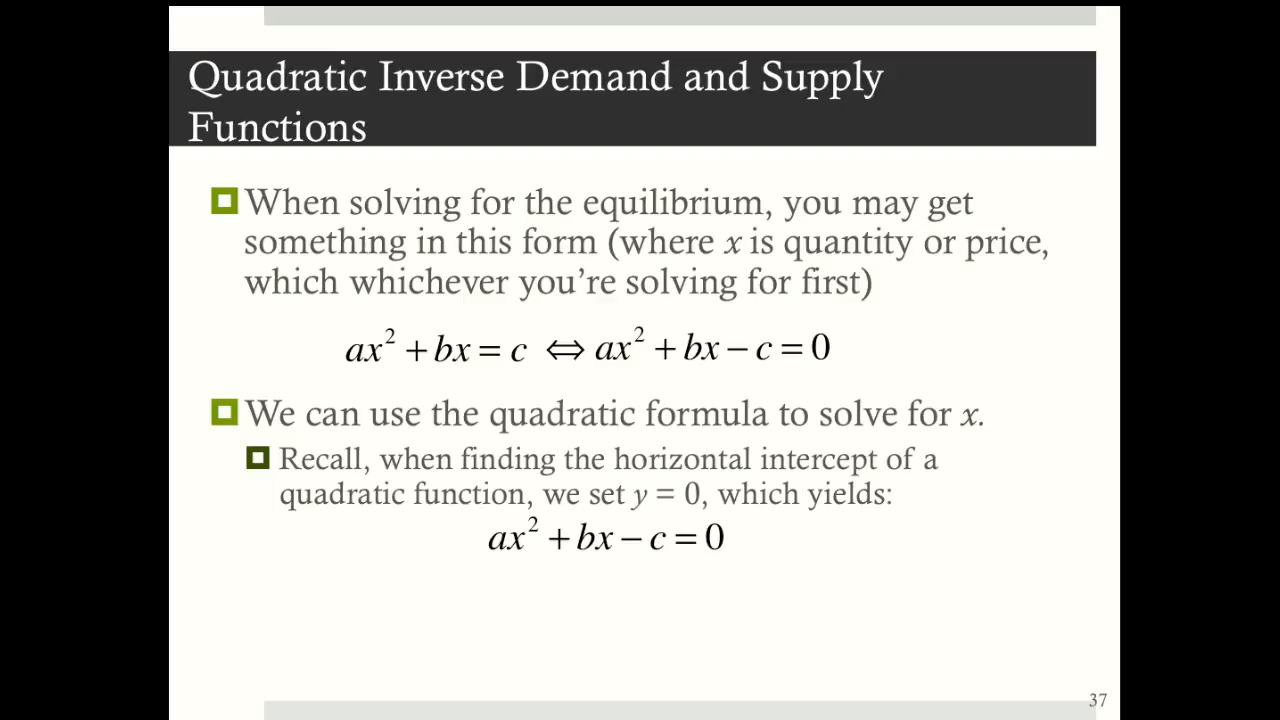 Quadratic Inverse Demand and Supply
Functions
When solving for the equilibrium, you may get
something in this form (where x is quantity or price,
which whichever you’re solving for first)
ax² + bx = c ⇔ ax² + bx − c = 0
We can use the quadratic formula to solve for x.
Recall, when finding the horizontal intercept of a
quadratic function, we set y = 0, which yields:
ax² + bx − c = 0
37